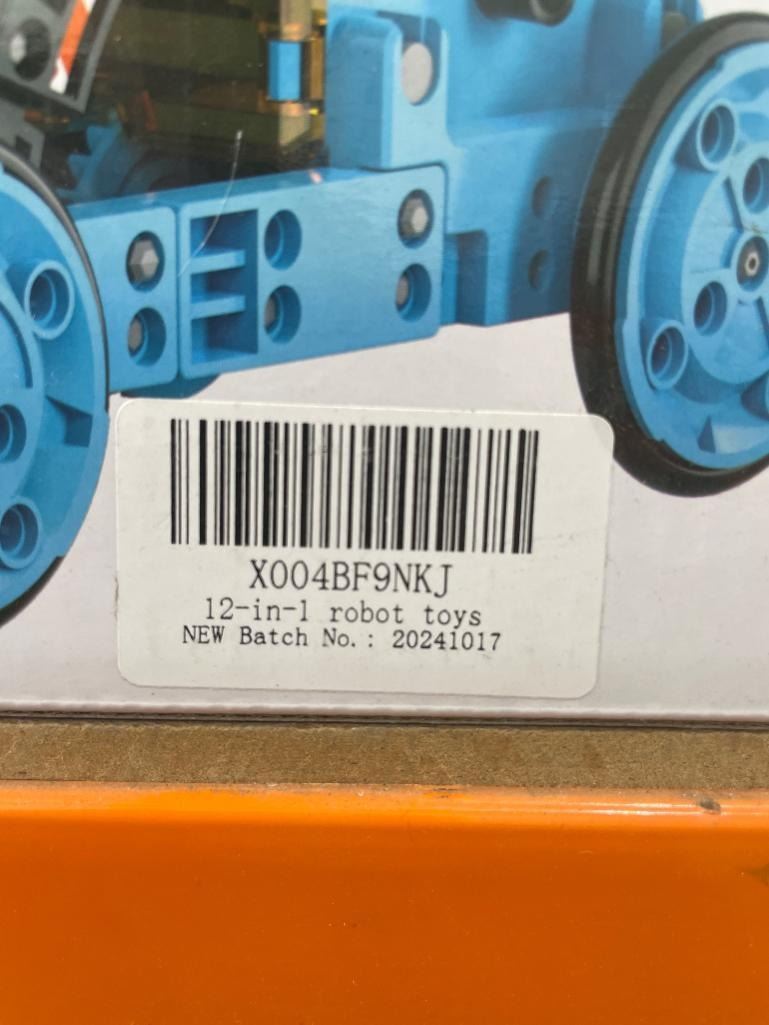 X004BF9NKJ
12-in-1 robot toys
NEW Batch No.: 20241017